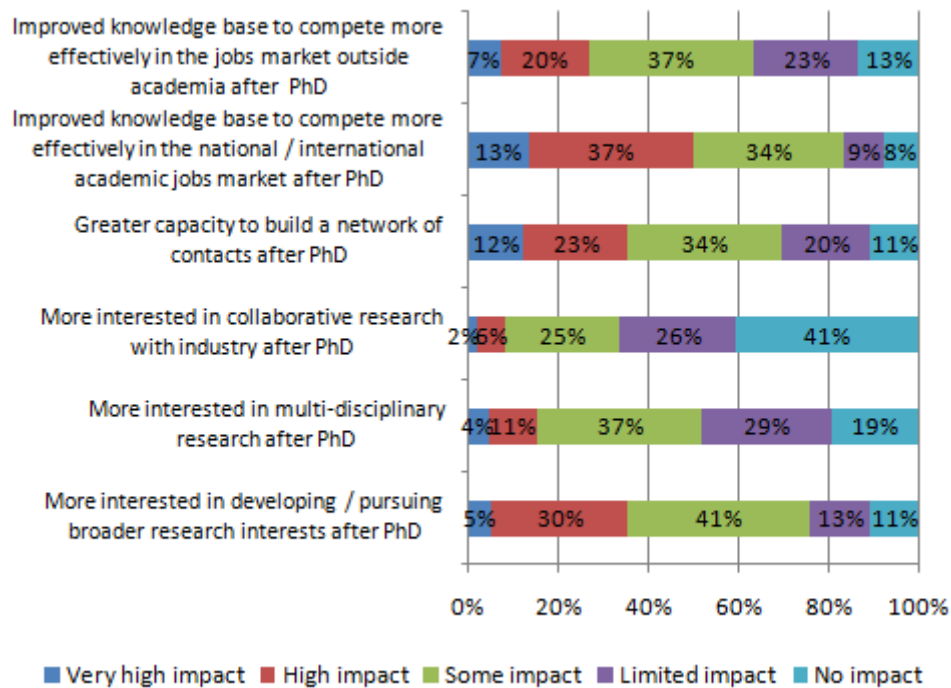 Improved knowledge base to compete more
effectively in the jobs market outside
academia after PhD
7% 20% 37% 23% 13%
Improved knowledge base to compete more
effectively in the national / international
academic jobs market after PhD
13% 37% 34% 9% 8%
Greater capacity to build a network of
contacts after PhD
12% 23% 34% 20% 11%
More interested in collaborative research
with industry after PhD
2% 6% 25% 26% 41%
More interested in multi-disciplinary
research after PhD
4% 11% 37% 29% 19%
More interested in developing / pursuing
broader research interests after PhD
5% 30% 41% 13% 11%
0% 20% 40% 60% 80% 100%
Very high impact High impact Some impact Limited impact No impact